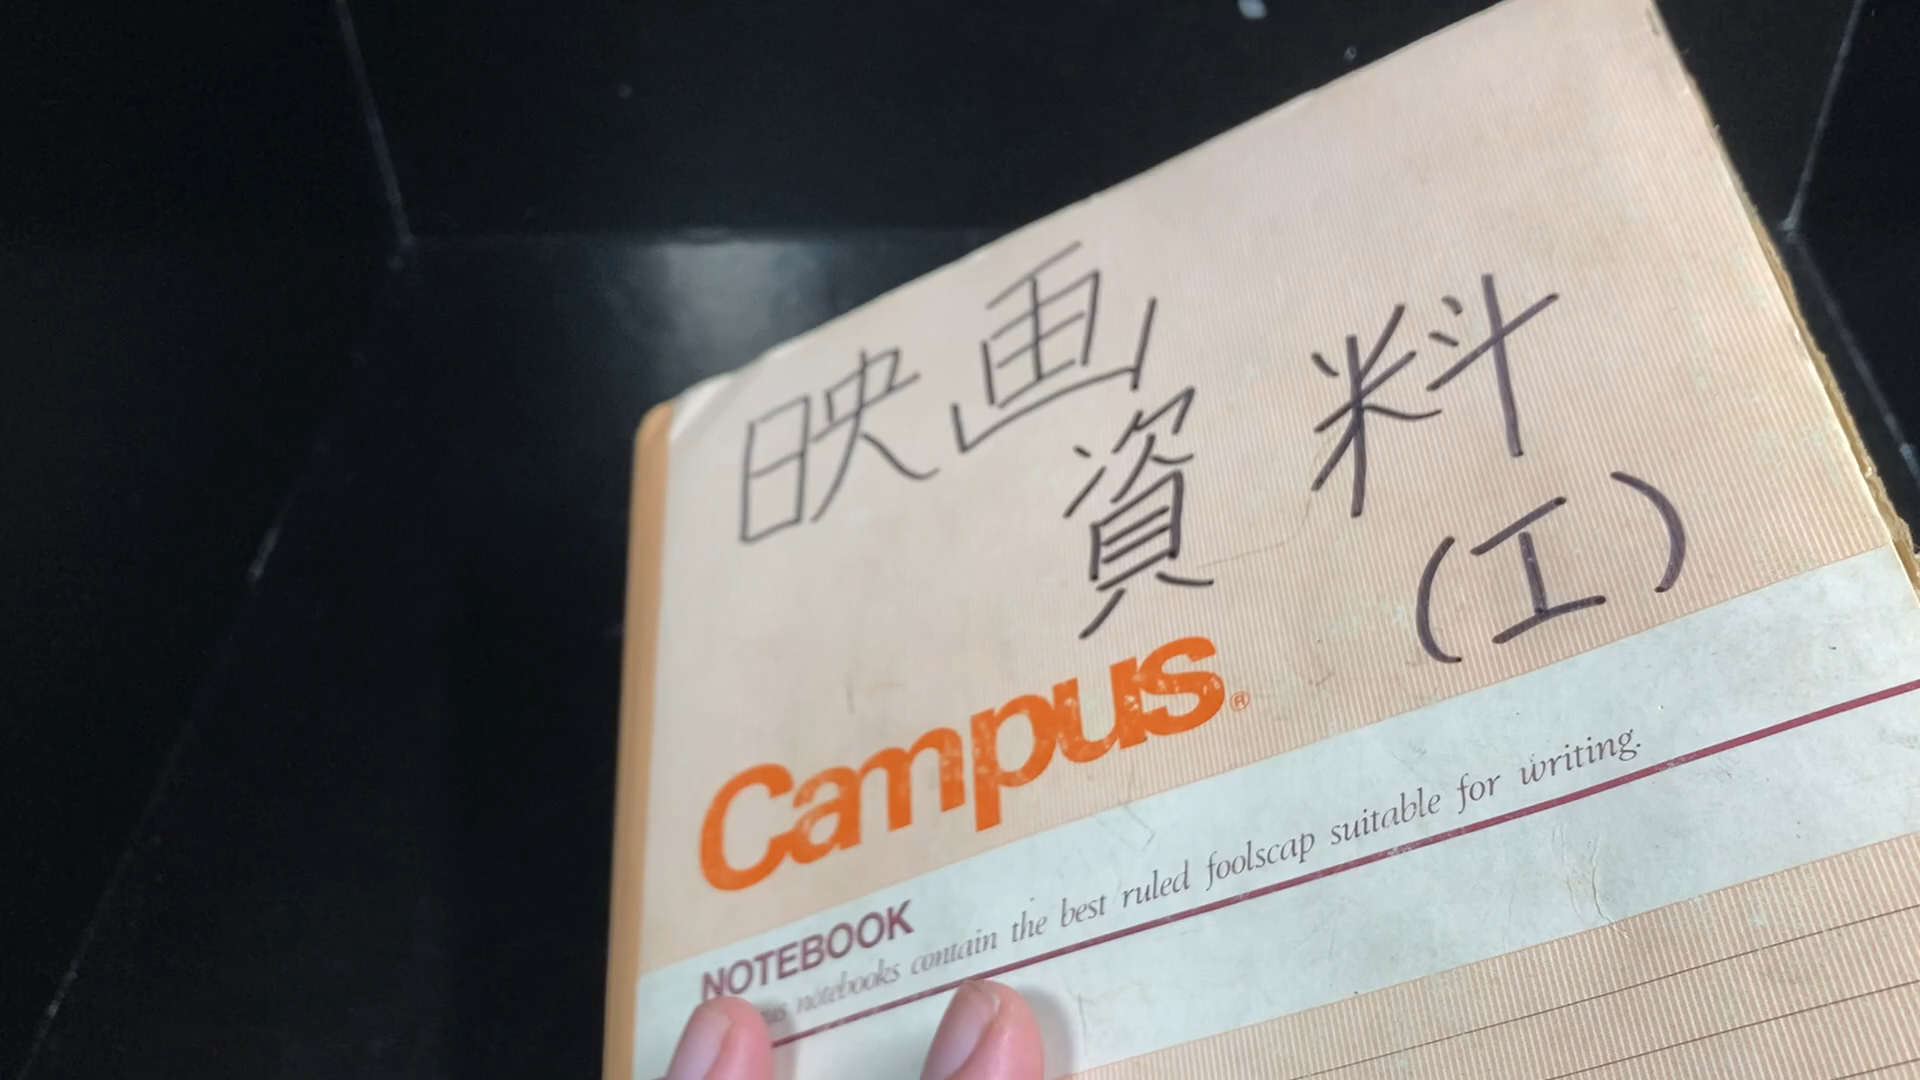 映画
資料
(I)
Campus®
NOTEBOOK
notebooks contain the best ruled foolscap suitable for writing.